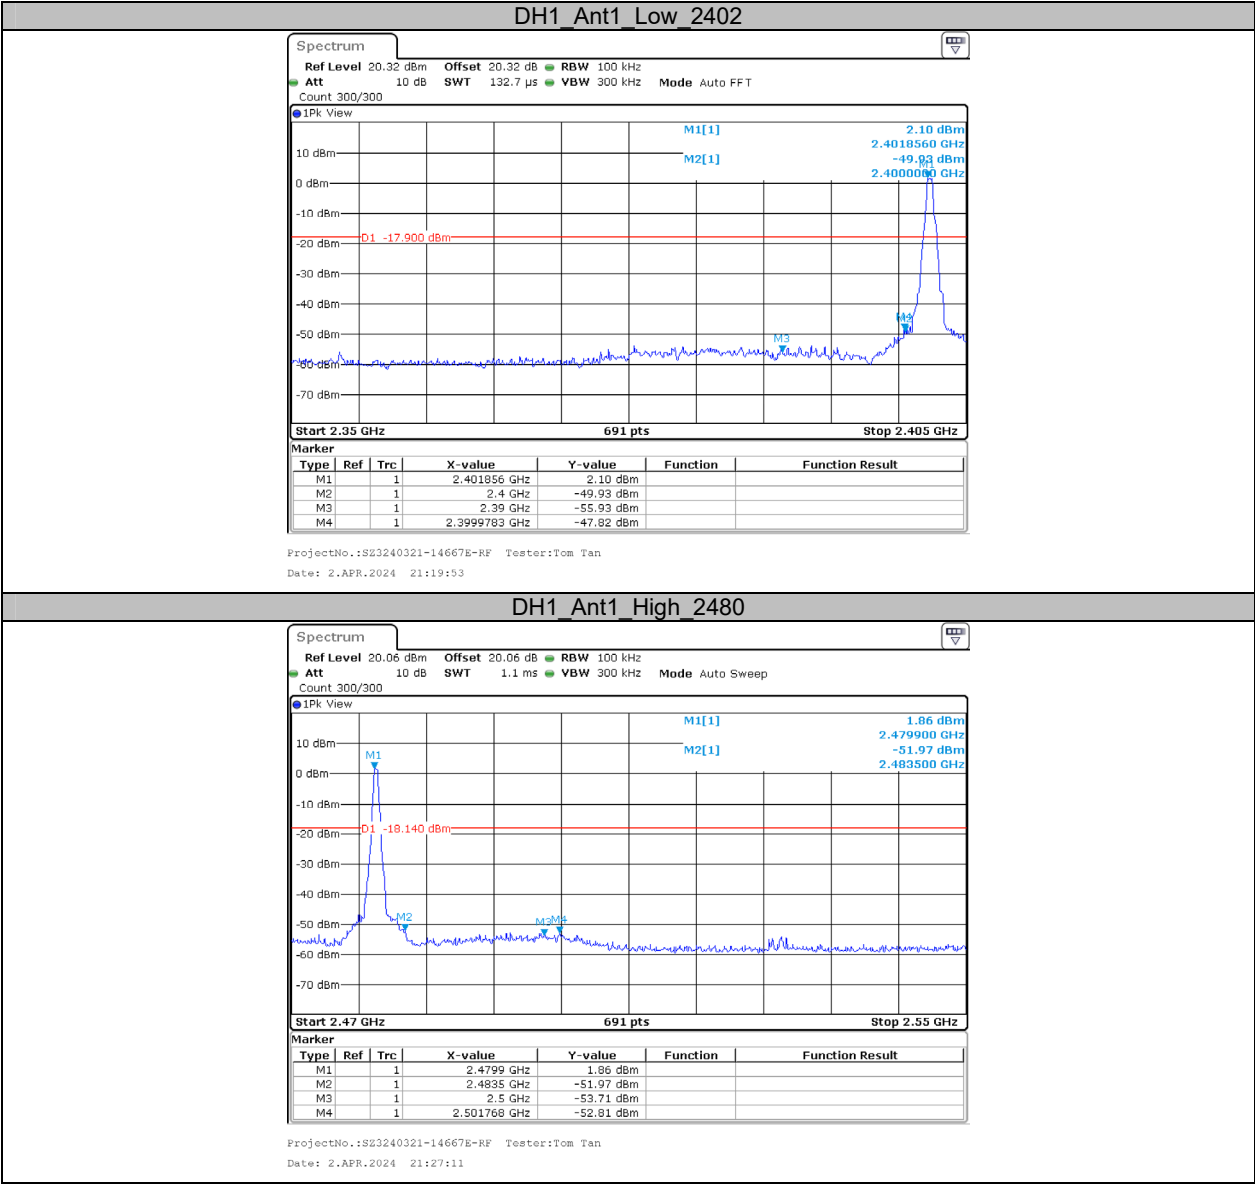 DH1_Ant1_Low_2402
Spectrum
Ref Level 20.32 dBm Offset 20.32 dB RBW 100 kHz
Att 10 dB SWT 132.7 µs VBW 300 kHz Mode Auto FFT
Count 300/300
1Pk View
M1[1] 2.10 dBm
2.4018560 GHz
M2[1] -49.93 dBm
2.4000000 GHz
M1
10 dBm
0 dBm
-10 dBm
D1 -17.900 dBm
-20 dBm
-30 dBm
-40 dBm
M4
M2
-50 dBm
M3
-60 dBm
-70 dBm
Start 2.35 GHz 691 pts Stop 2.405 GHz
Marker
Type Ref Trc X-value Y-value Function Function Result
M1 1 2.401856 GHz 2.10 dBm
M2 1 2.4 GHz -49.93 dBm
M3 1 2.39 GHz -55.93 dBm
M4 1 2.3999783 GHz -47.82 dBm
ProjectNo.:SZ3240321-14667E-RF Tester:Tom Tan
Date: 2.APR.2024 21:19:53
DH1_Ant1_High_2480
Spectrum
Ref Level 20.06 dBm Offset 20.06 dB RBW 100 kHz
Att 10 dB SWT 1.1 ms VBW 300 kHz Mode Auto Sweep
Count 300/300
1Pk View
M1[1] 1.86 dBm
2.479900 GHz
M2[1] -51.97 dBm
2.483500 GHz
10 dBm
M1
0 dBm
-10 dBm
D1 -18.140 dBm
-20 dBm
-30 dBm
-40 dBm
M2
M3 M4
-50 dBm
-60 dBm
-70 dBm
Start 2.47 GHz 691 pts Stop 2.55 GHz
Marker
Type Ref Trc X-value Y-value Function Function Result
M1 1 2.4799 GHz 1.86 dBm
M2 1 2.4835 GHz -51.97 dBm
M3 1 2.5 GHz -53.71 dBm
M4 1 2.501768 GHz -52.81 dBm
ProjectNo.:SZ3240321-14667E-RF Tester:Tom Tan
Date: 2.APR.2024 21:27:11